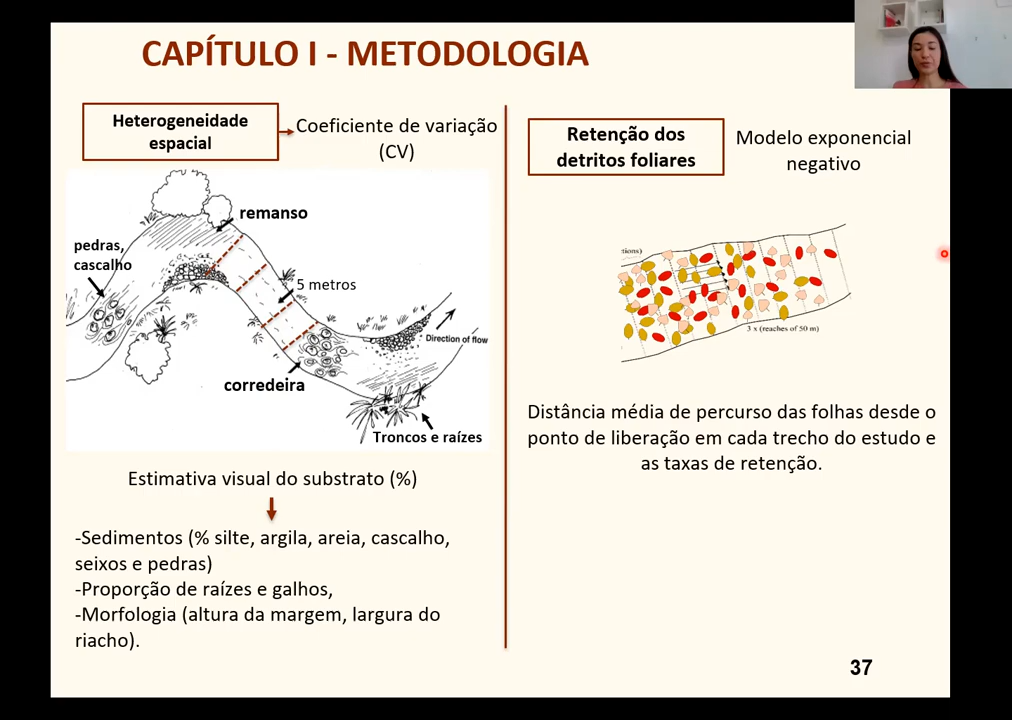 CAPÍTULO I - METODOLOGIA
Heterogeneidade
espacial
Coeficiente de variação
(CV)
remanso
pedras,
cascalho
5 metros
Direction of flow
corredeira
Troncos e raízes
Estimativa visual do substrato (%)
-Sedimentos (% silte, argila, areia, cascalho,
seixos e pedras)
-Proporção de raízes e galhos,
-Morfologia (altura da margem, largura do
riacho).
Retenção dos
detritos foliares
Modelo exponencial
negativo
ctions)
3 x (reaches of 50 m)
Distância média de percurso das folhas desde o
ponto de liberação em cada trecho do estudo e
as taxas de retenção.
37